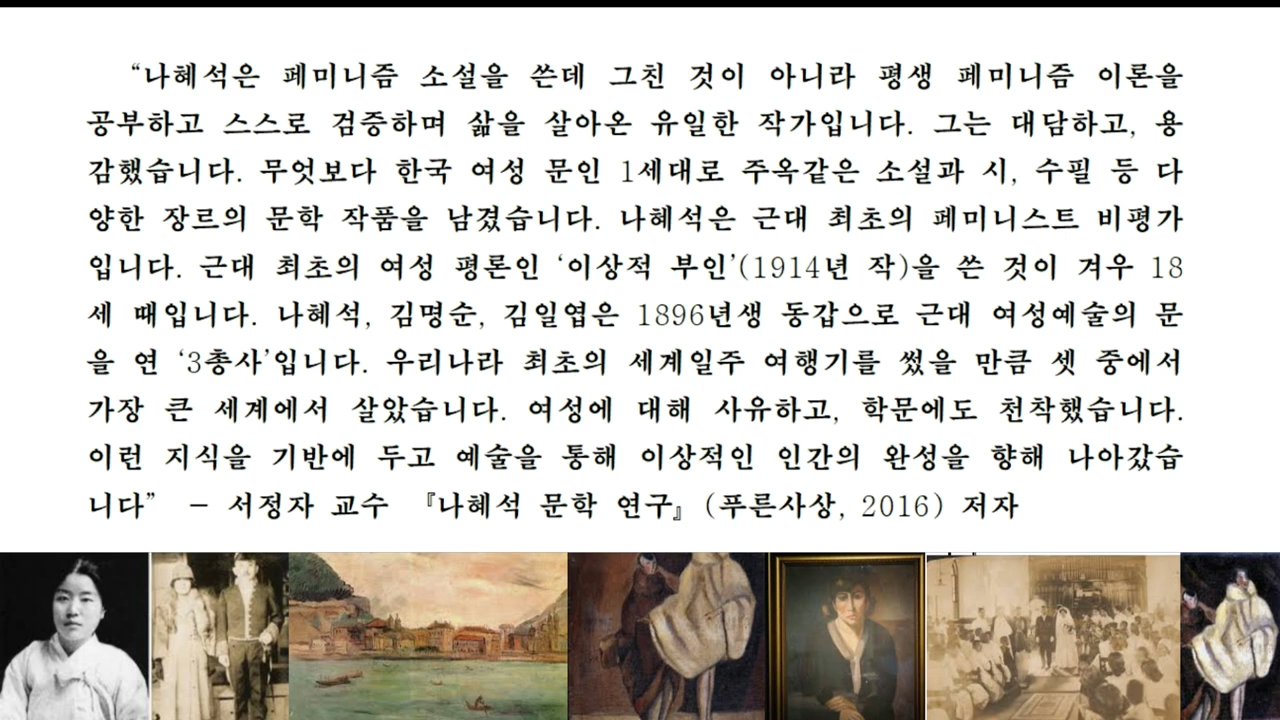 “나혜석은 페미니즘 소설을 쓴데 그친 것이 아니라 평생 페미니즘 이론을
공부하고 스스로 검증하며 삶을 살아온 유일한 작가입니다. 그는 대담하고, 용
감했습니다. 무엇보다 한국 여성 문인 1세대로 주옥같은 소설과 시, 수필 등 다
양한 장르의 문학 작품을 남겼습니다. 나혜석은 근대 최초의 페미니스트 비평가
입니다. 근대 최초의 여성 평론인 ‘이상적 부인’(1914년 작)을 쓴 것이 겨우 18
세 때입니다. 나혜석, 김명순, 김일엽은 1896년생 동갑으로 근대 여성예술의 문
을 연 ‘3총사’입니다. 우리나라 최초의 세계일주 여행기를 썼을 만큼 셋 중에서
가장 큰 세계에서 살았습니다. 여성에 대해 사유하고, 학문에도 천착했습니다.
이런 지식을 기반에 두고 예술을 통해 이상적인 인간의 완성을 향해 나아갔습
니다” - 서정자 교수 『나혜석 문학 연구』(푸른사상, 2016) 저자